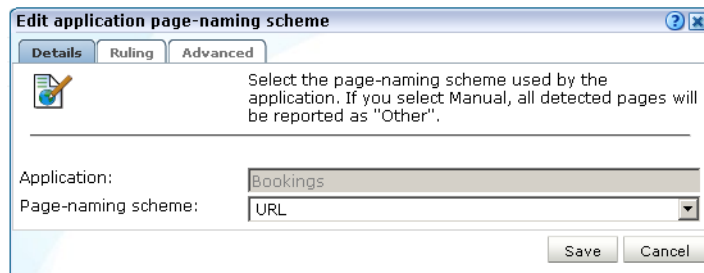 Edit application page-naming scheme
Details Ruling Advanced
Select the page-naming scheme used by the
application. If you select Manual, all detected pages will
be reported as "Other".
Application: Bookings
Page-naming scheme: URL
Save Cancel